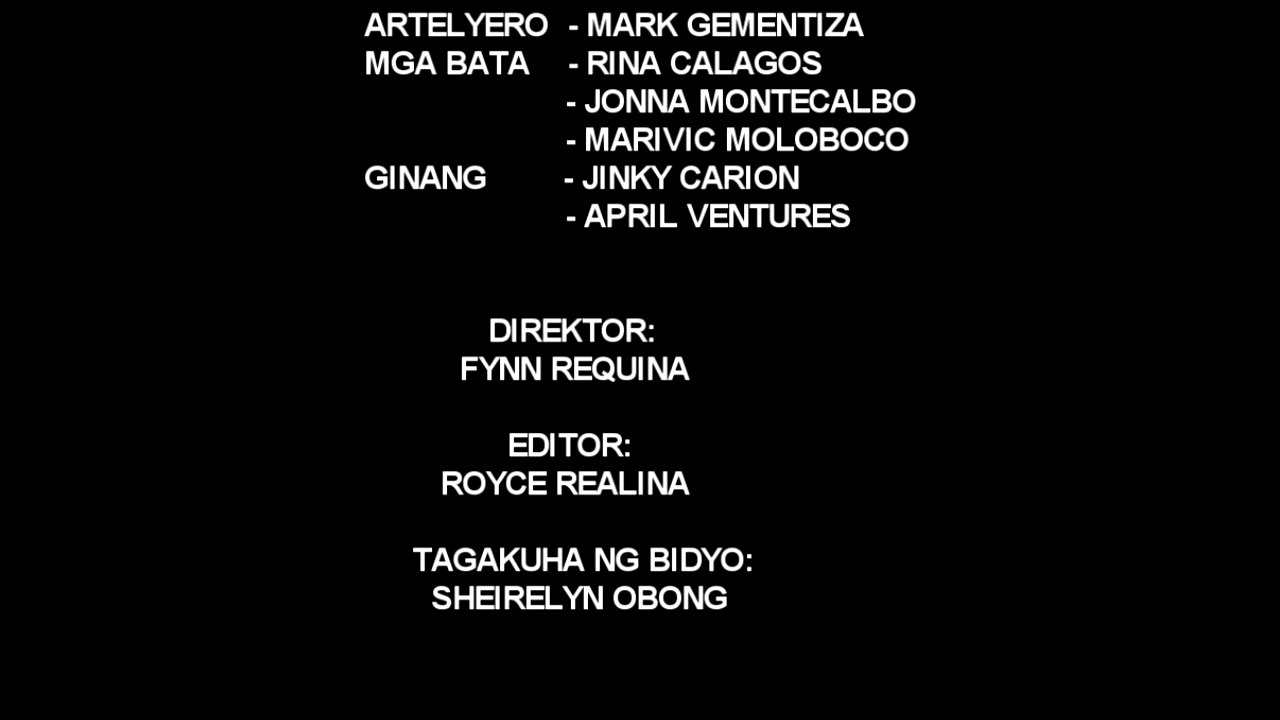 ARTELYERO - MARK GEMENTIZA
MGA BATA - RINA CALAGOS
- JONNA MONTECALBO
- MARIVIC MOLOBOCO
GINANG - JINKY CARION
- APRIL VENTURES
DIREKTOR:
FYNN REQUINA
EDITOR:
ROYCE REALINA
TAGAKUHA NG BIDYO:
SHEIRELYN OBONG